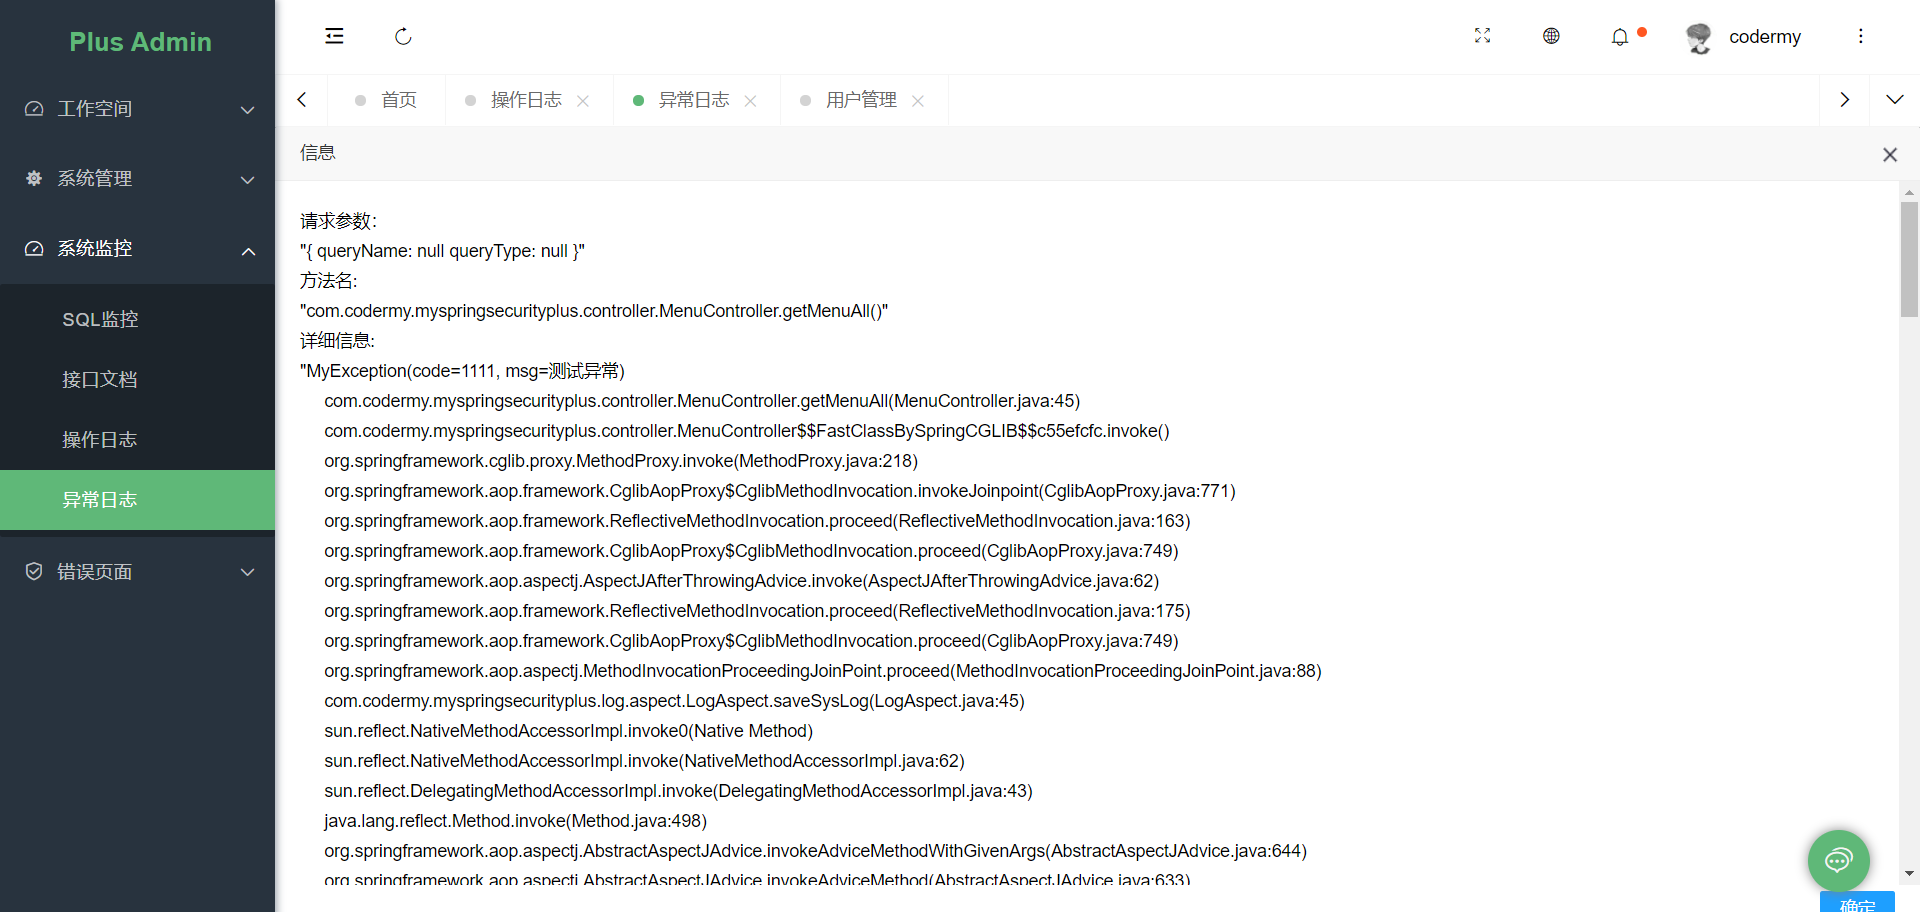 Plus Admin
工作空间
系统管理
系统监控
SQL监控
接口文档
操作日志
异常日志
错误页面
codermy
首页
操作日志
异常日志
用户管理
信息
请求参数:
"{ queryName: null queryType: null }"
方法名:
"com.codermy.myspringsecurityplus.controller.MenuController.getMenuAll()"
详细信息:
"MyException(code=1111, msg=测试异常)
com.codermy.myspringsecurityplus.controller.MenuController.getMenuAll(MenuController.java:45)
com.codermy.myspringsecurityplus.controller.MenuController$$FastClassBySpringCGLIB$$c55efcfc.invoke()
org.springframework.cglib.proxy.MethodProxy.invoke(MethodProxy.java:218)
org.springframework.aop.framework.CglibAopProxy$CglibMethodInvocation.invokeJoinpoint(CglibAopProxy.java:771)
org.springframework.aop.framework.ReflectiveMethodInvocation.proceed(ReflectiveMethodInvocation.java:163)
org.springframework.aop.framework.CglibAopProxy$CglibMethodInvocation.proceed(CglibAopProxy.java:749)
org.springframework.aop.aspectj.AspectJAfterThrowingAdvice.invoke(AspectJAfterThrowingAdvice.java:62)
org.springframework.aop.framework.ReflectiveMethodInvocation.proceed(ReflectiveMethodInvocation.java:175)
org.springframework.aop.framework.CglibAopProxy$CglibMethodInvocation.proceed(CglibAopProxy.java:749)
org.springframework.aop.aspectj.MethodInvocationProceedingJoinPoint.proceed(MethodInvocationProceedingJoinPoint.java:88)
com.codermy.myspringsecurityplus.log.aspect.LogAspect.saveSysLog(LogAspect.java:45)
sun.reflect.NativeMethodAccessorImpl.invoke0(Native Method)
sun.reflect.NativeMethodAccessorImpl.invoke(NativeMethodAccessorImpl.java:62)
sun.reflect.DelegatingMethodAccessorImpl.invoke(DelegatingMethodAccessorImpl.java:43)
java.lang.reflect.Method.invoke(Method.java:498)
org.springframework.aop.aspectj.AbstractAspectJAdvice.invokeAdviceMethodWithGivenArgs(AbstractAspectJAdvice.java:644)
org.springframework.aop.aspectj.AbstractAspectJAdvice.invokeAdviceMethod(AbstractAspectJAdvice.java:633)
确定